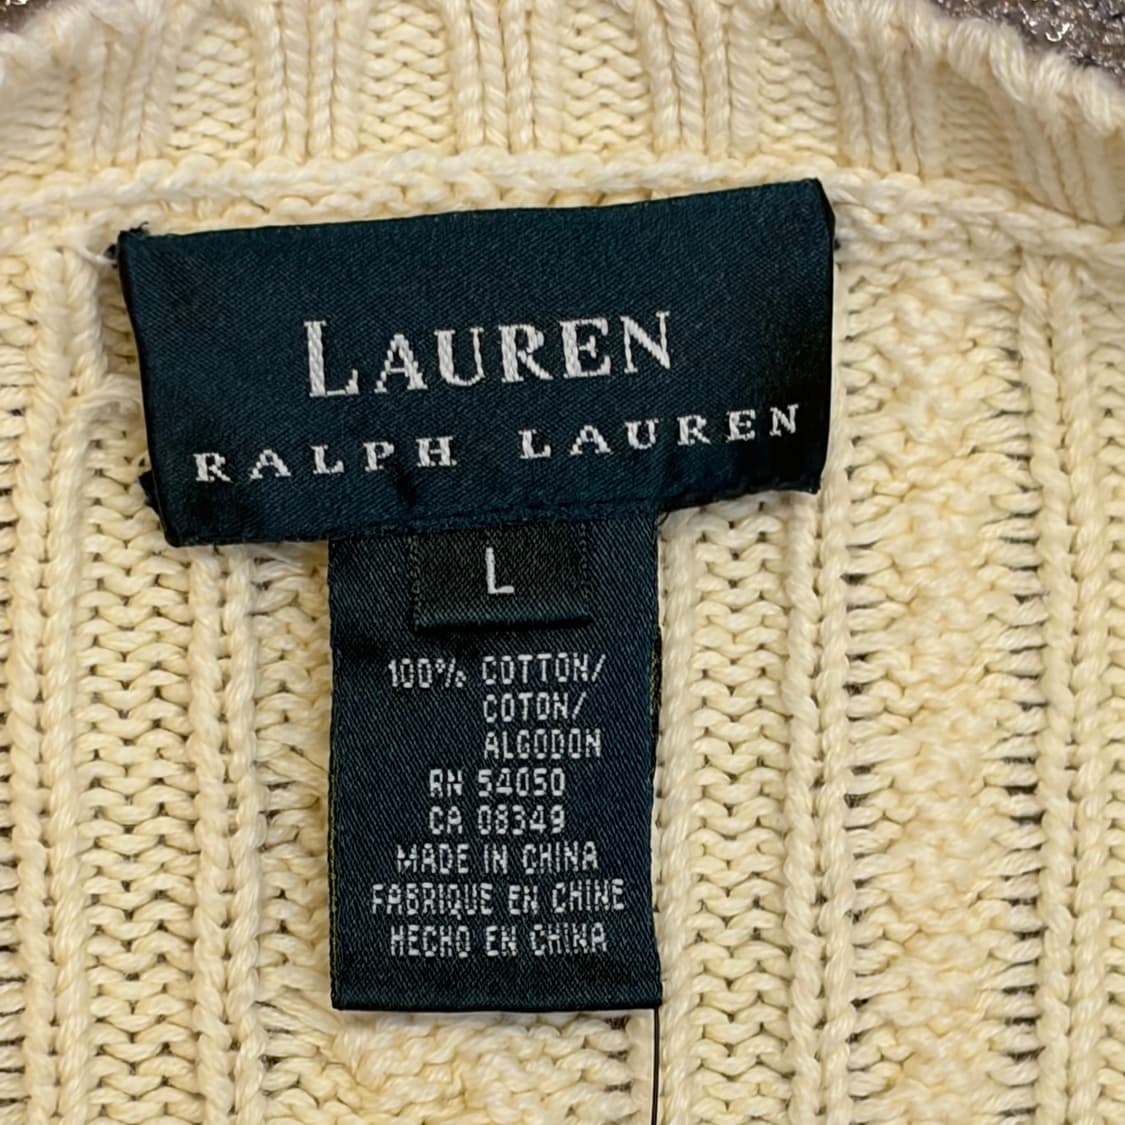 LAUREN
RALPH LAUREN
L
100% COTTON/
COTON/
ALGODON
RN 54050
CA 08349
MADE IN CHINA
FABRIQUE EN CHINE
HECHO EN CHINA